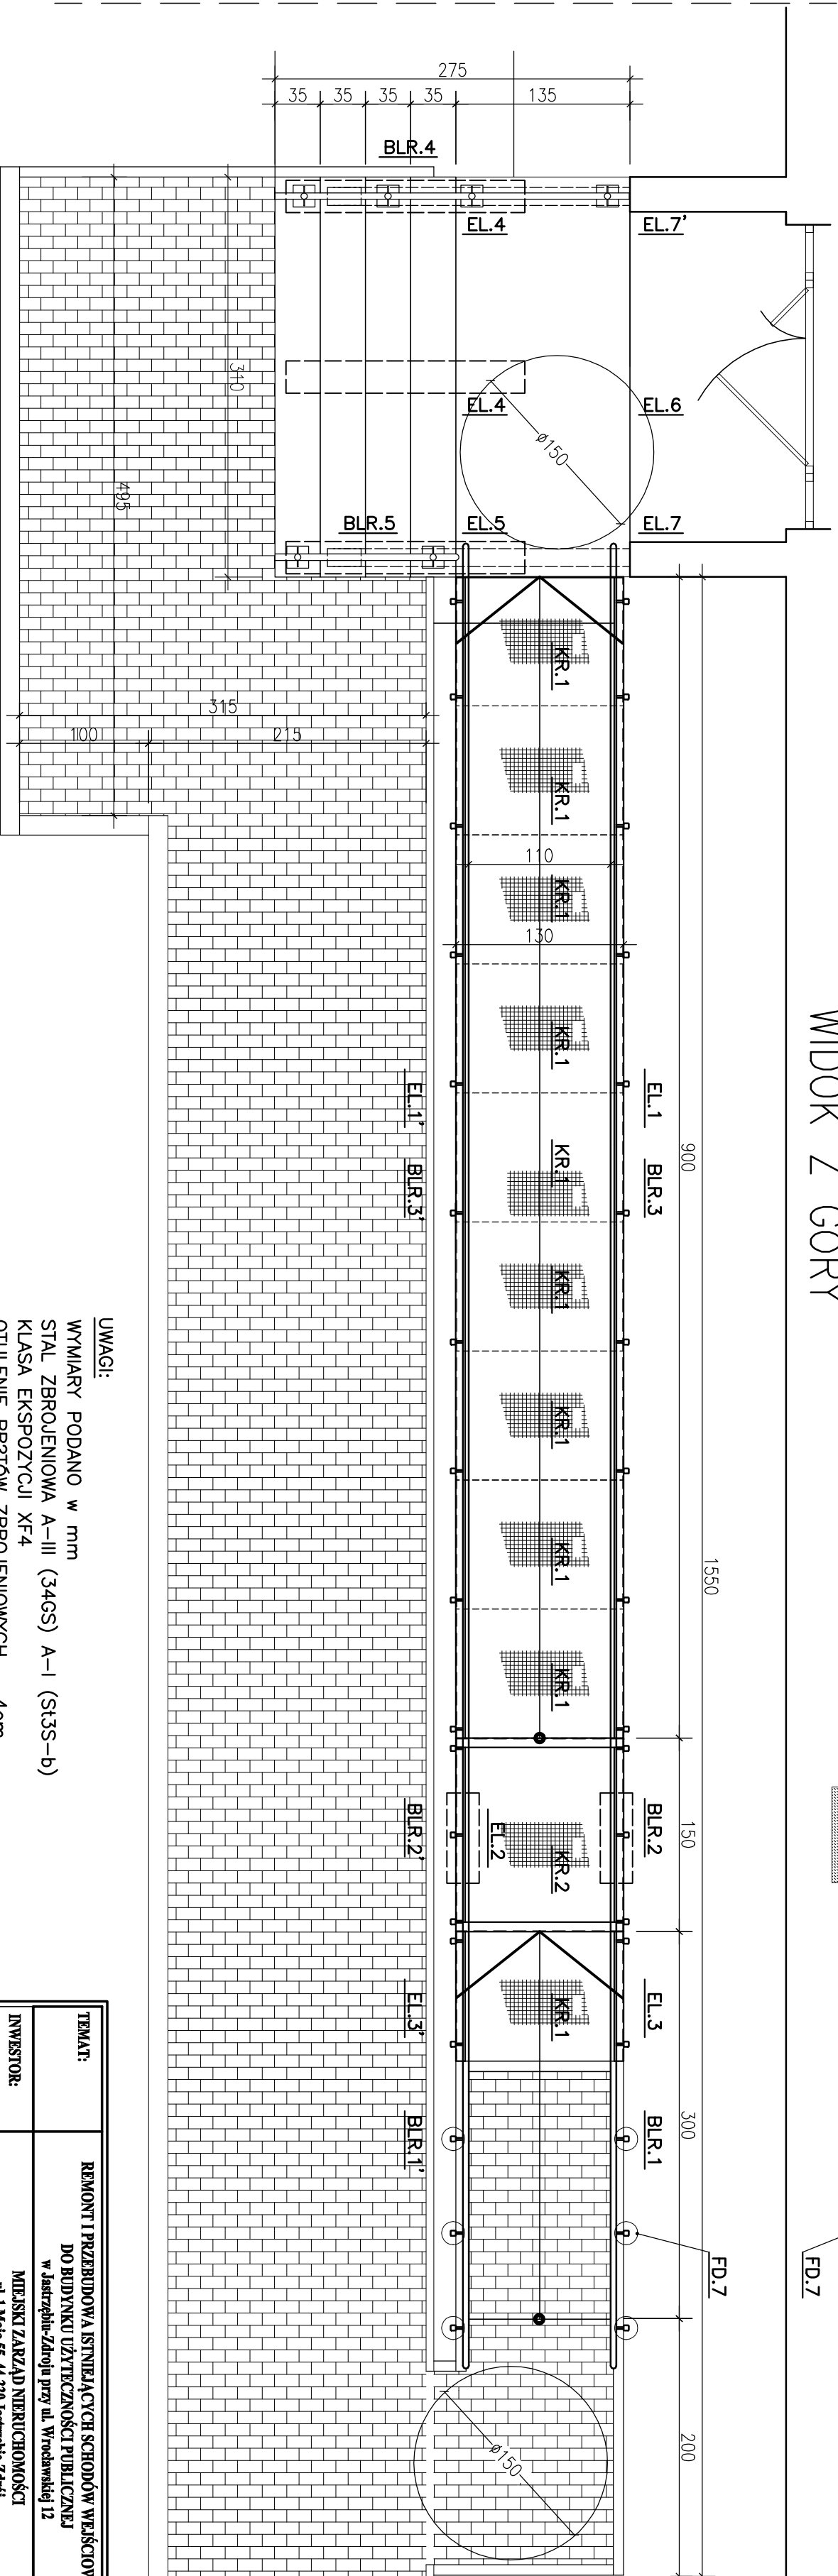 275
35 35 35 35 135
BLR.4
EL.4 EL.7'
310
495
EL.4 EL.6
ø150
BLR.5 EL.5 EL.7
315
100 215
KR.1
KR.1
110
KR.1
130
KR.1
EL.1' EL.1
BLR.3' BLR.3
900
1550
KR.1
KR.1
KR.1
KR.1
KR.1
BLR.2' BLR.2
EL.2
KR.2
150
EL.3' EL.3
KR.1
BLR.1' BLR.1
300
FD.7
FD.7
200
ø150
WIDOK Z GÓRY
UWAGI:
WYMIARY PODANO w mm
STAL ZBROJENIOWA A-III (34GS) A-I (St3S-b)
KLASA EKSPOZYCJI XF4
ZBROJENIOWYCH 4cm
TEMAT:
REMONT I PRZEBUDOWA ISTNIEJĄCYCH SCHODÓW
DO BUDYNKU UŻYTECZNOŚCI PUBLICZNEJ
w Jastrzębiu-Zdroju przy ul. Wrocławskiej 12
INWESTOR:
MIEJSKI ZARZĄD NIERUCHOMOŚCI